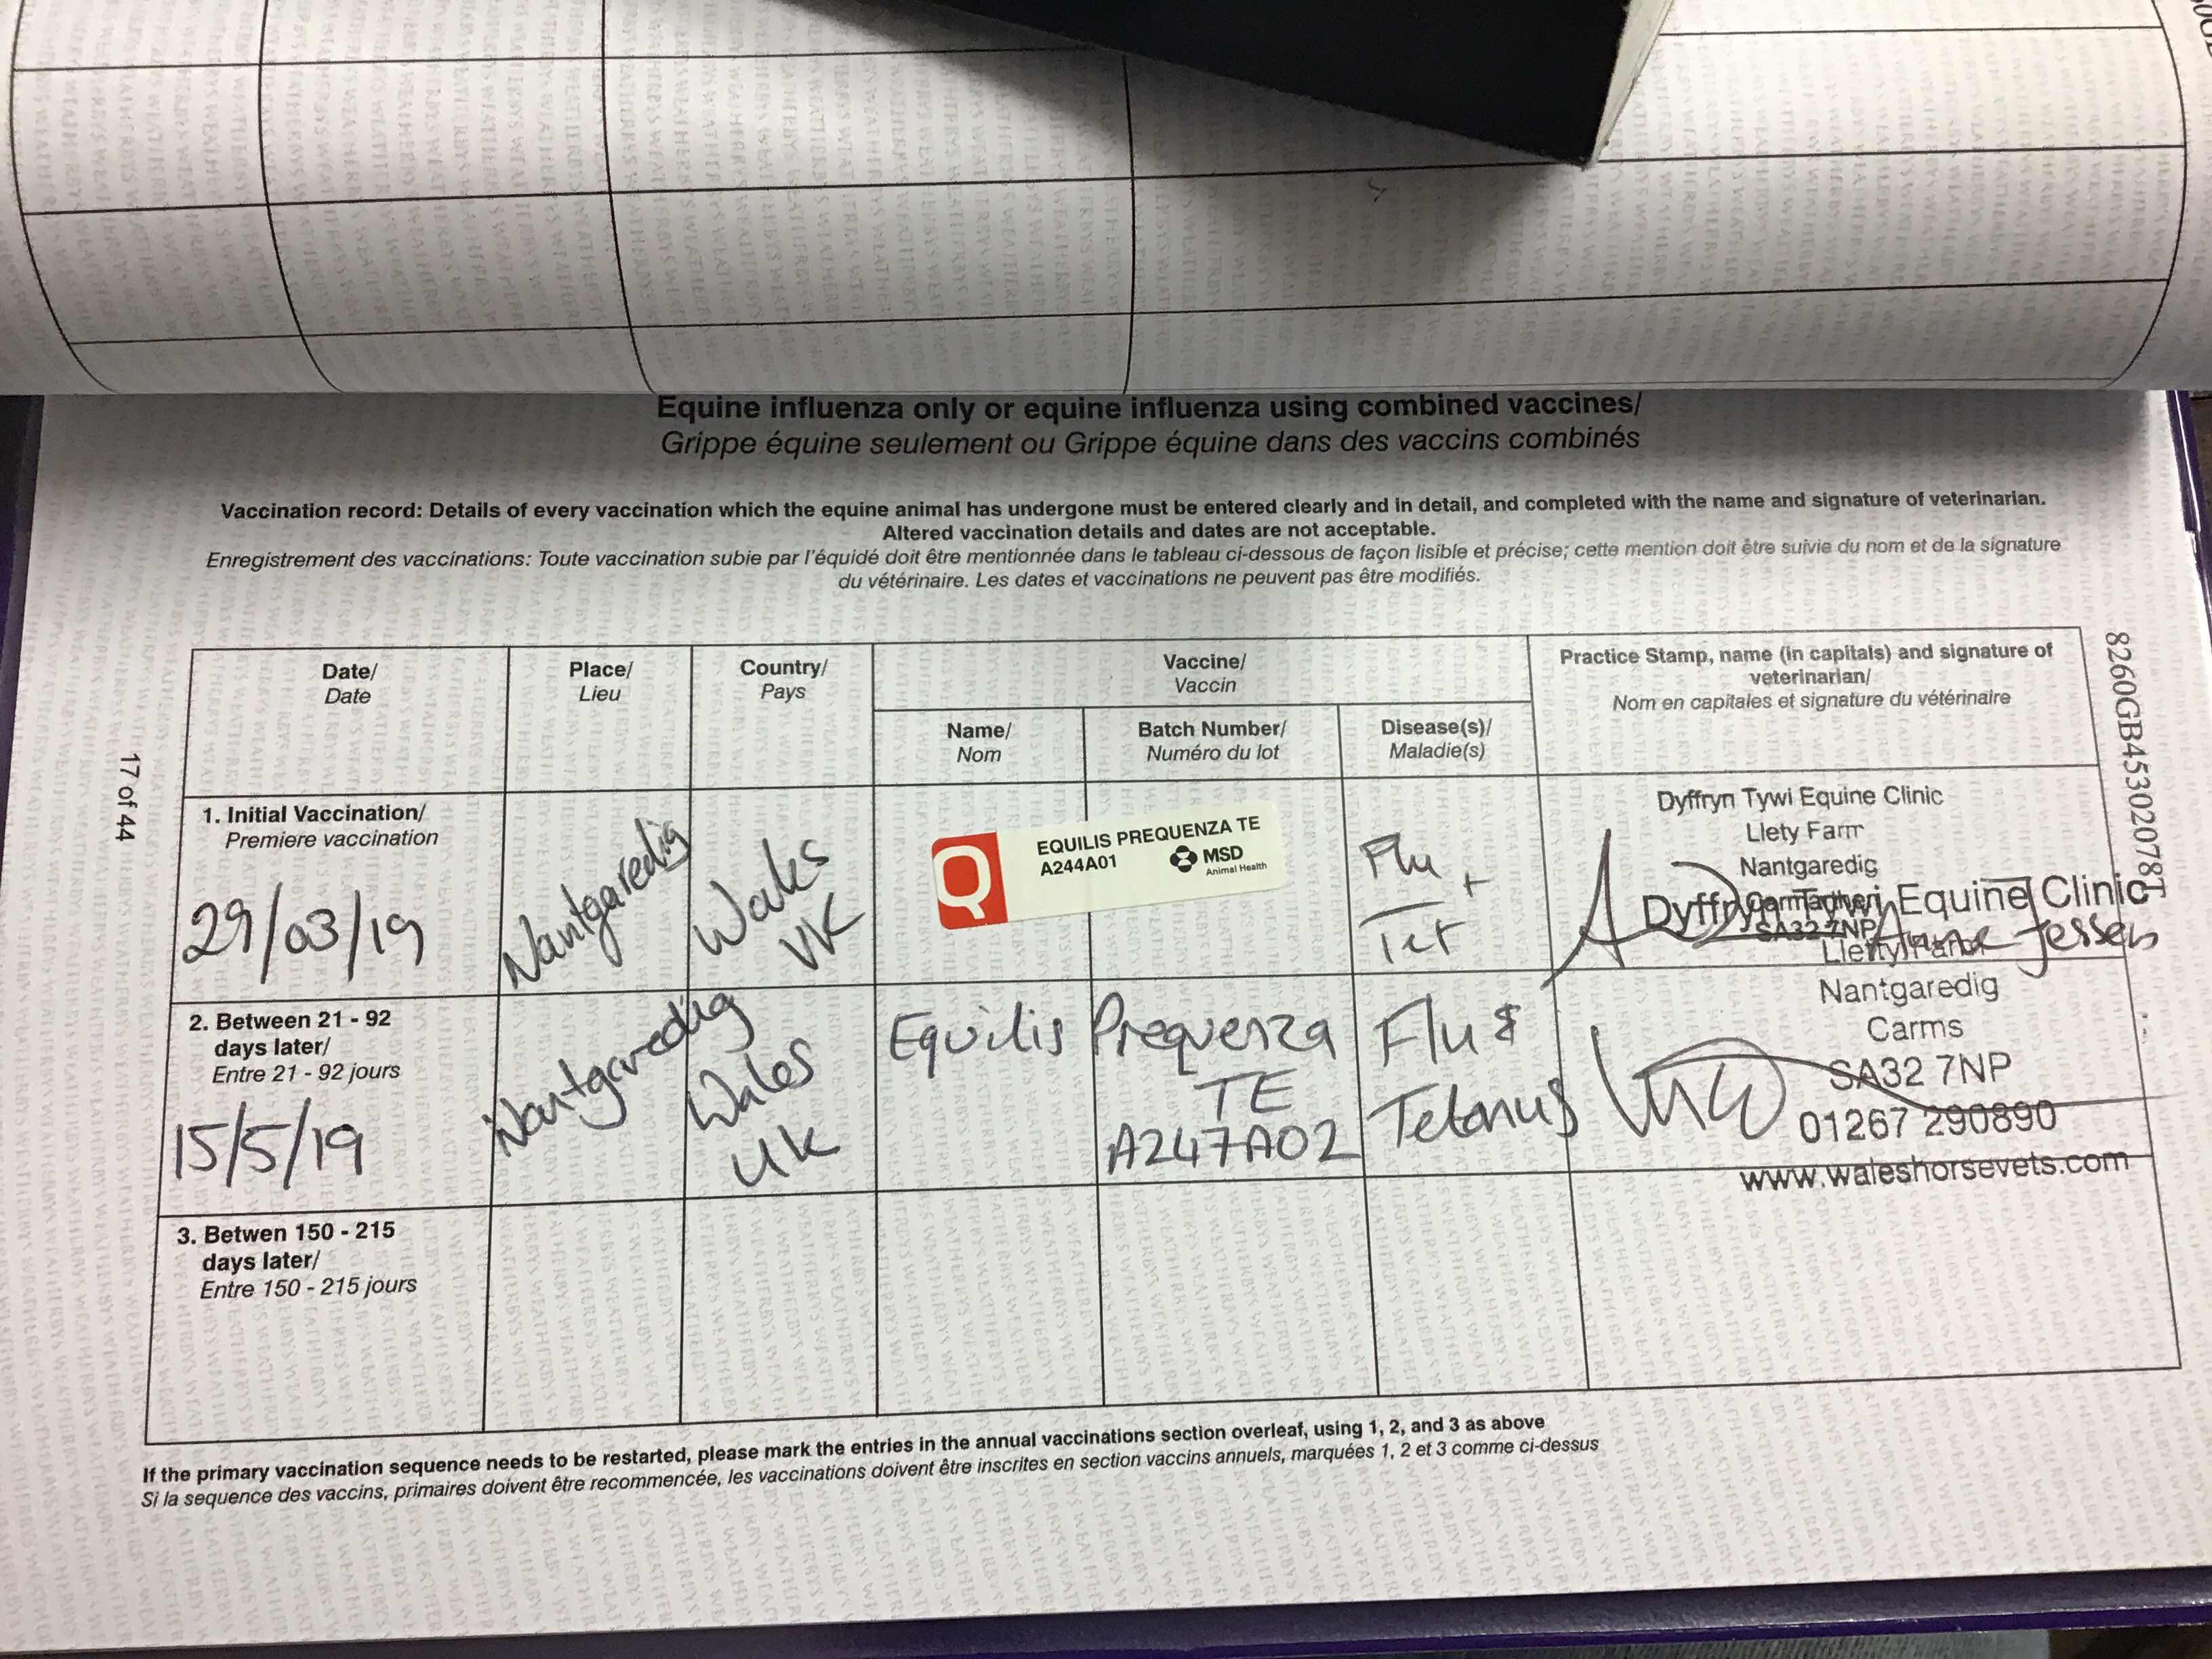 Equine influenza only or equine influenza using combined vaccines/
Grippe équine seulement ou Grippe équine dans des vaccins combinés
Vaccination record: Details of every vaccination which the equine animal has undergone must be entered clearly and in detail, and completed with the name and signature of veterinarian.
Altered vaccination details and dates are not acceptable.
Enregistrement des vaccinations: Toute vaccination subie par l'équidé doit être mentionnée dans le tableau ci-dessous de façon lisible et précise; cette mention doit être suivie du nom et de la signature
du vétérinaire. Les dates et vaccinations ne peuvent pas être modifiés.
Date/
Date
Place/
Lieu
Country/
Pays
Vaccine/
Vaccin
Name/
Nom
Batch Number/
Numéro du lot
Disease(s)/
Maladie(s)
Practice Stamp, name (in capitals) and signature of
veterinarian/
Nom en capitales et signature du vétérinaire
1. Initial Vaccination/
Premiere vaccination
29/03/19
Nantgaredig
Wales
UK
Q
EQUILIS PREQUENZA TE
A244A01
MSD
Animal Health
Flu +
Tet
Dyffryn Tywi Equine Clinic
Llety Farm
Nantgaredig
SA32 7NP
Anna Jessen
2. Between 21 - 92
days later/
Entre 21 - 92 jours
15/5/19
Nantgaredig
Wales
UK
Equilis
Prequenza
TE
A247A02
Flu &
Tetanus
Dyffryn Tywi Equine Clinic
Nantgaredig
Carms
SA32 7NP
01267 290890
www.waleshorsevets.com
3. Betwen 150 - 215
days later/
Entre 150 - 215 jours
If the primary vaccination sequence needs to be restarted, please mark the entries in the annual vaccinations section overleaf, using 1, 2, and 3 as above
Si la sequence des vaccins, primaires doivent être recommencée, les vaccinations doivent être inscrites en section vaccins annuels, marquées 1, 2 et 3 comme ci-dessus
17 of 44
8260GB45302078T